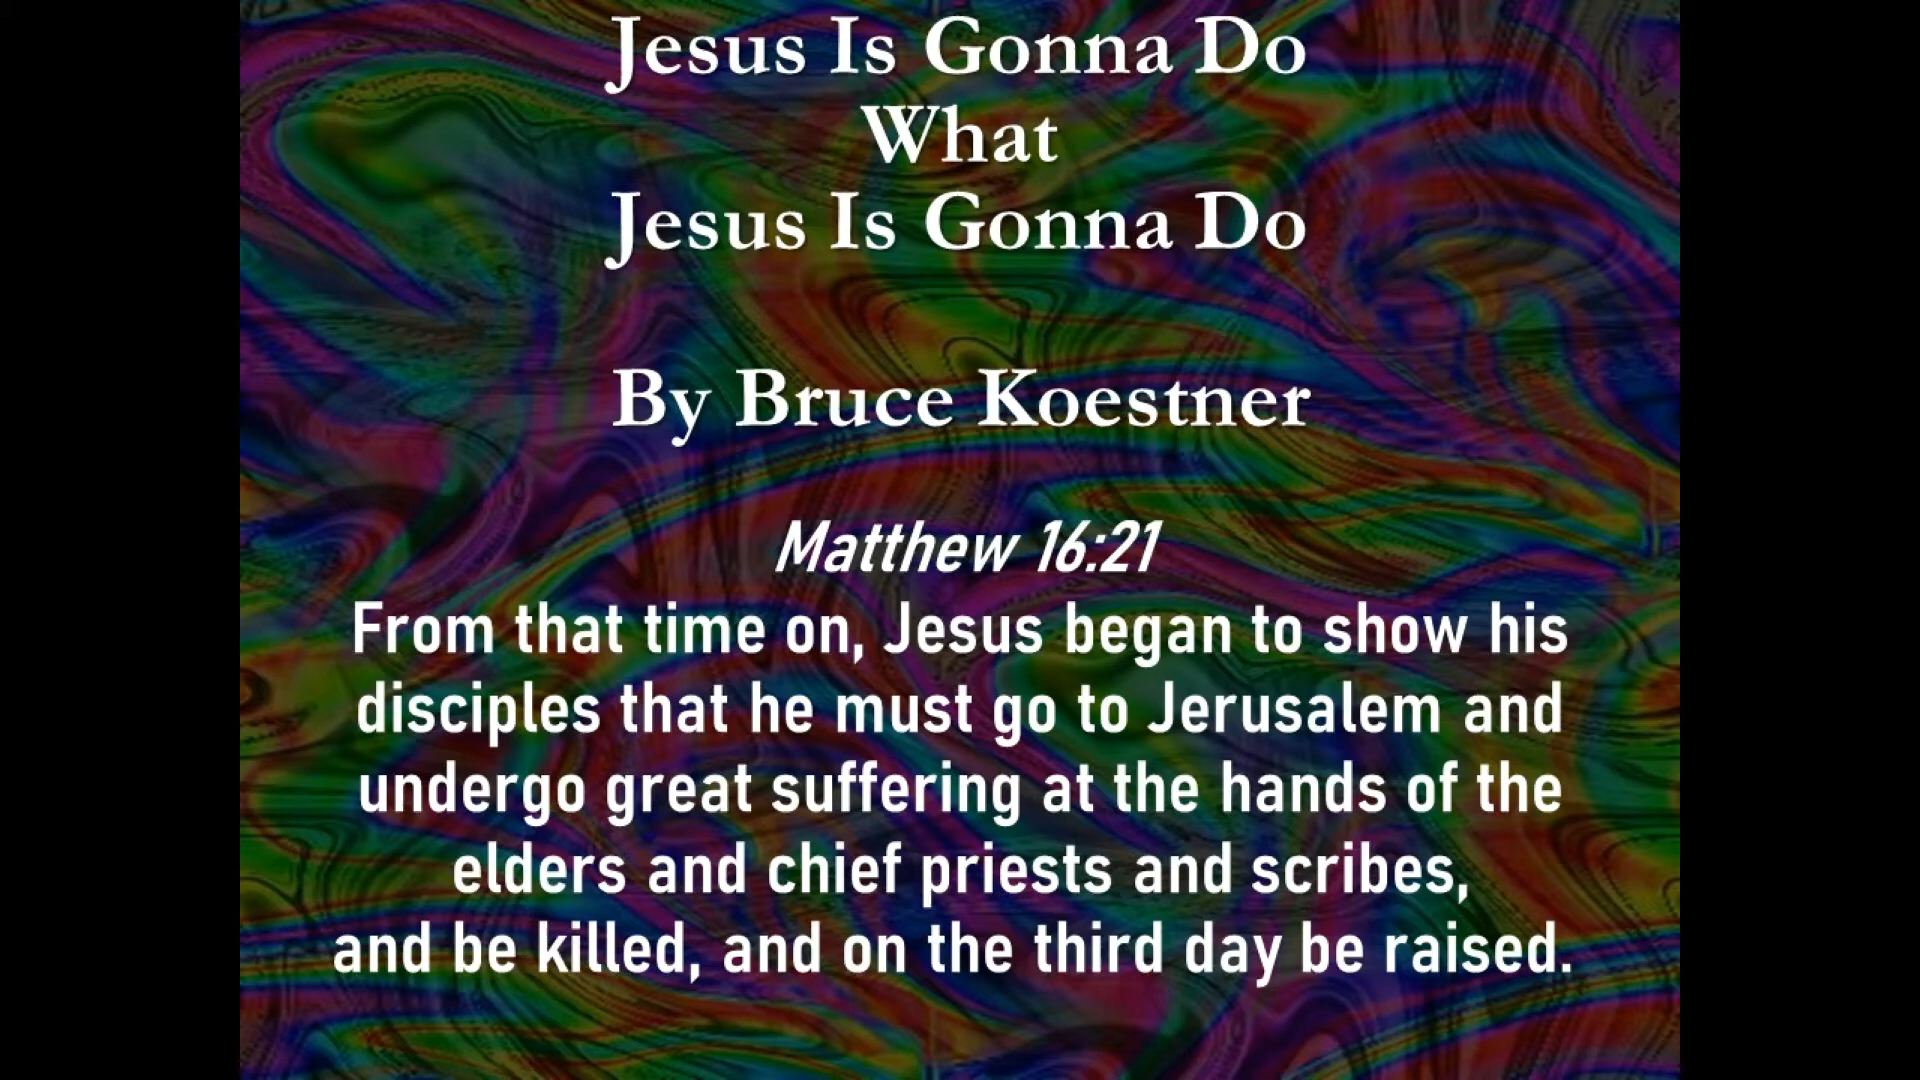 Jesus Is Gonna Do
What
Jesus Is Gonna Do
By Bruce Koestner
Matthew 16:21
From that time on, Jesus began to show his
disciples that he must go to Jerusalem and
undergo great suffering at the hands of the
elders and chief priests and scribes,
and be killed, and on the third day be raised.